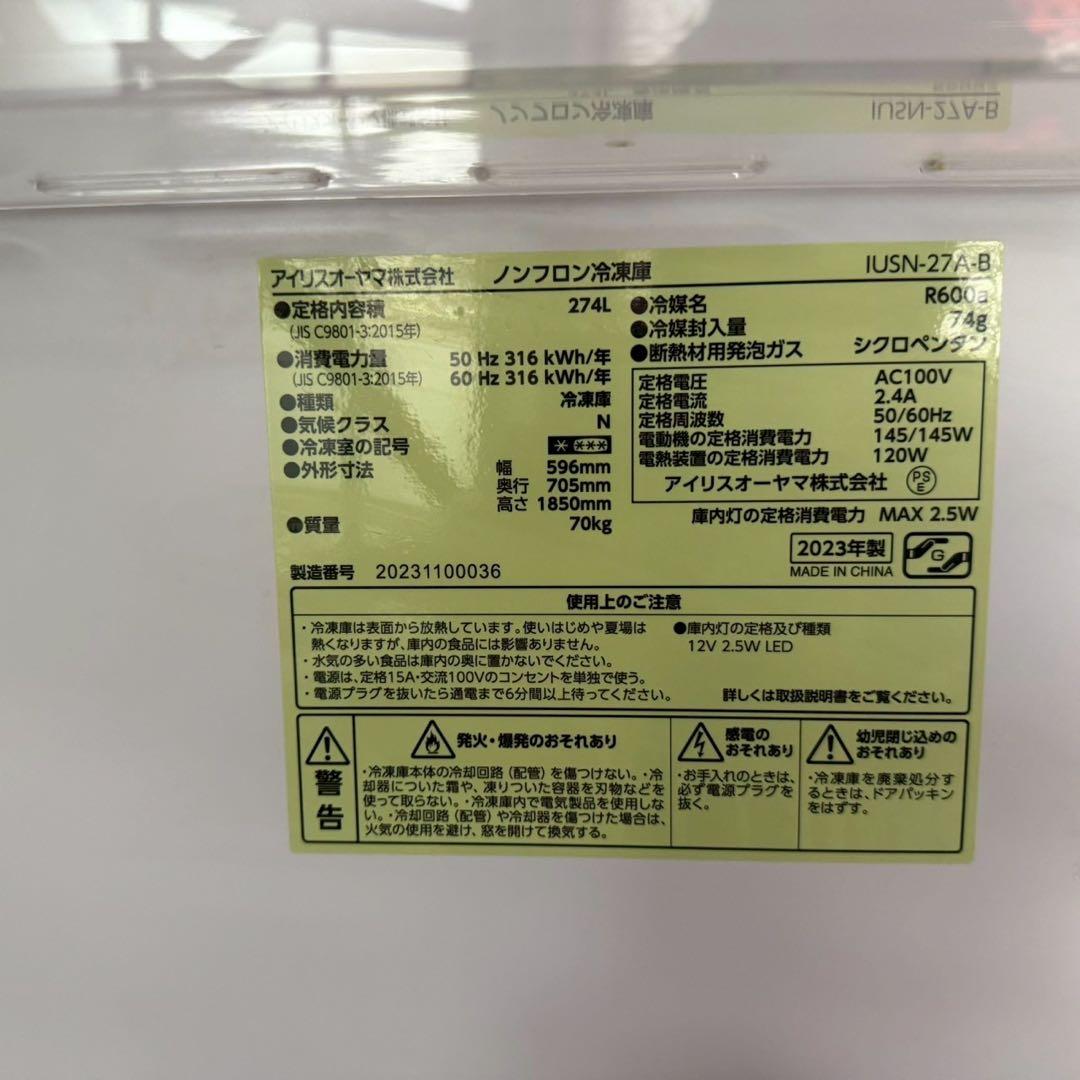 アイリスオーヤマ株式会社 ノンフロン冷凍庫 IUSN-27A-B
●定格内容積 274L
(JIS C9801-3:2015年)
●消費電力量 50 Hz 316 kWh/年
(JIS C9801-3:2015年) 60 Hz 316 kWh/年
●種類 冷凍庫
●気候クラス N
●冷凍室の記号
●外形寸法 幅 596mm
奥行 705mm
高さ 1850mm
●質量 70kg
製造番号 20231100036
●冷媒名 R600a
●冷媒封入量 74g
●断熱材用発泡ガス シクロペンタン
定格電圧 AC100V
定格電流 2.4A
定格周波数 50/60Hz
電動機の定格消費電力 145/145W
電熱装置の定格消費電力 120W
アイリスオーヤマ株式会社 PSE
庫内灯の定格消費電力 MAX 2.5W
2023年製
MADE IN CHINA
G
使用上のご注意
・冷凍庫は表面から放熱しています。使いはじめや夏場は
熱くなりますが、庫内の食品には影響ありません。
・水気の多い食品は庫内の奥に置かないでください。
・電源は、定格15A・交流100Vのコンセントを単独で使う。
・電源プラグを抜いたら通電まで6分間以上待ってください。
●庫内灯の定格及び種類
12V 2.5W LED
詳しくは取扱説明書をご覧ください。
警告
発火・爆発のおそれあり
・冷凍庫本体の冷却回路（配管）を傷つけない。・冷
却器についた霜や、凍りついた容器を刃物などを
使って取らない。・冷凍庫内で電気製品を使用しな
い。・冷却回路（配管）や冷却器を傷つけた場合は、
火気の使用を避け、窓を開けて換気する。
感電の
おそれあり
・お手入れのときは、
必ず電源プラグを
抜く。
幼児閉じ込めの
おそれあり
・冷凍庫を廃棄処分す
るときは、ドアパッキン
をはずす。